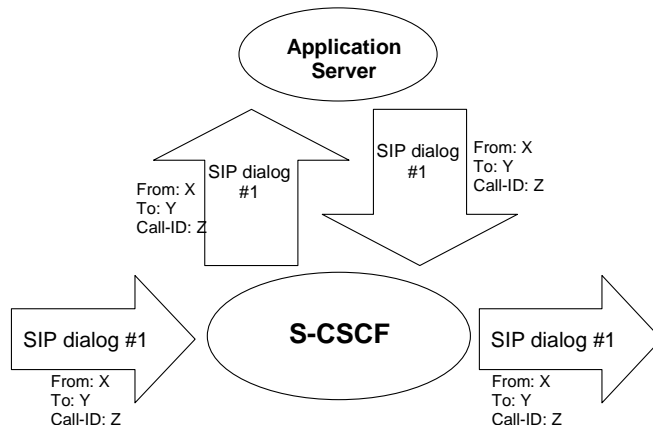 Application
Server
SIP dialog
#1
From: X
To: Y
Call-ID: Z
SIP dialog
#1
From: X
To: Y
Call-ID: Z
SIP dialog #1
From: X
To: Y
Call-ID: Z
S-CSCF
SIP dialog #1
From: X
To: Y
Call-ID: Z